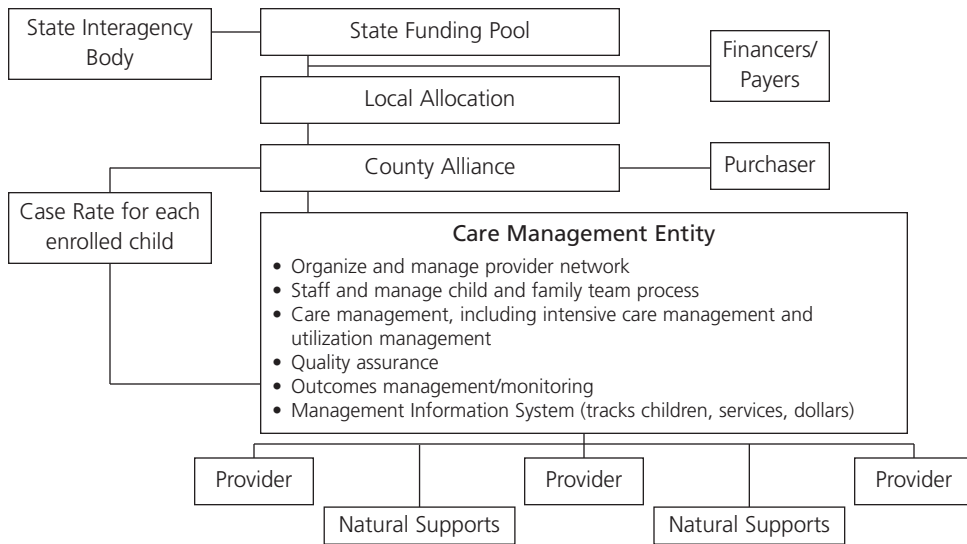 State Interagency
Body
State Funding Pool
Financers/
Payers
Local Allocation
County Alliance
Purchaser
Case Rate for each
enrolled child
Care Management Entity
• Organize and manage provider network
• Staff and manage child and family team process
• Care management, including intensive care management and
utilization management
• Quality assurance
• Outcomes management/monitoring
• Management Information System (tracks children, services, dollars)
Provider
Provider
Provider
Natural Supports
Natural Supports